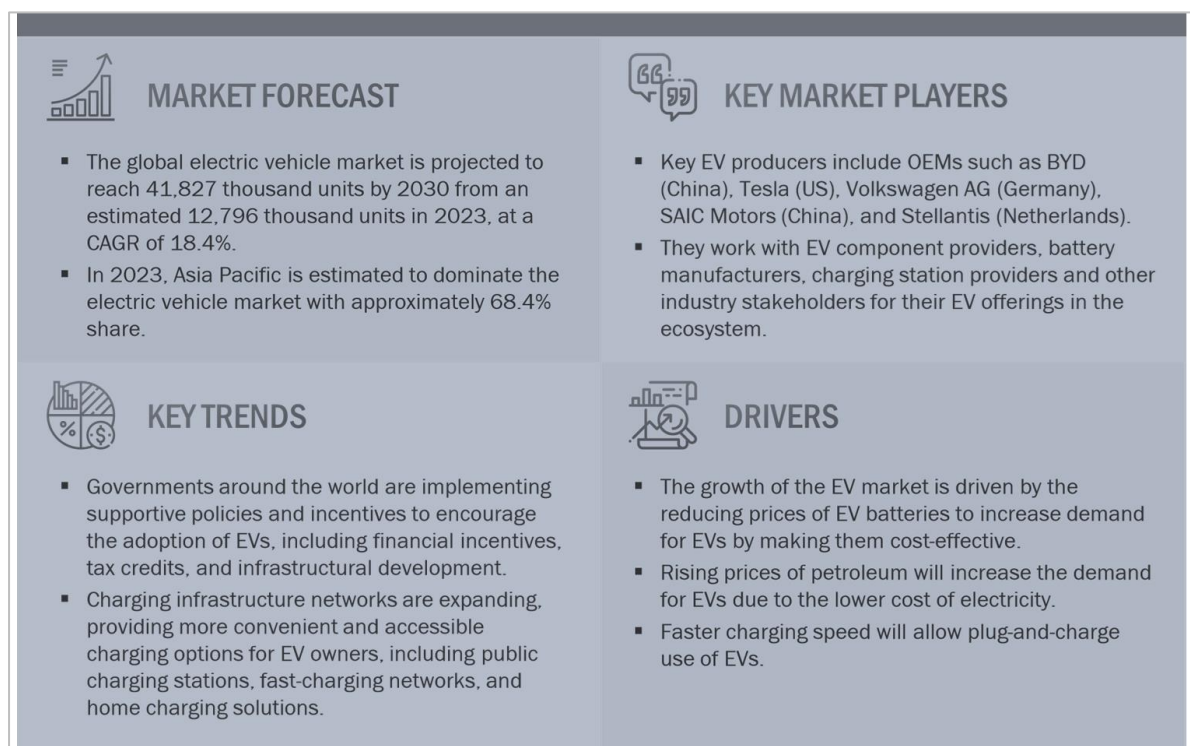 MARKET FORECAST
▪ The global electric vehicle market is projected to
reach 41,827 thousand units by 2030 from an
estimated 12,796 thousand units in 2023, at a
CAGR of 18.4%.
▪ In 2023, Asia Pacific is estimated to dominate the
electric vehicle market with approximately 68.4%
share.
KEY MARKET PLAYERS
▪ Key EV producers include OEMs such as BYD
(China), Tesla (US), Volkswagen AG (Germany),
SAIC Motors (China), and Stellantis (Netherlands).
▪ They work with EV component providers, battery
manufacturers, charging station providers and other
industry stakeholders for their EV offerings in the
ecosystem.
% $
KEY TRENDS
▪ Governments around the world are implementing
supportive policies and incentives to encourage
the adoption of EVs, including financial incentives,
tax credits, and infrastructural development.
▪ Charging infrastructure networks are expanding,
providing more convenient and accessible
charging options for EV owners, including public
charging stations, fast-charging networks, and
home charging solutions.
DRIVERS
▪ The growth of the EV market is driven by the
reducing prices of EV batteries to increase demand
for EVs by making them cost-effective.
▪ Rising prices of petroleum will increase the demand
for EVs due to the lower cost of electricity.
▪ Faster charging speed will allow plug-and-charge
use of EVs.